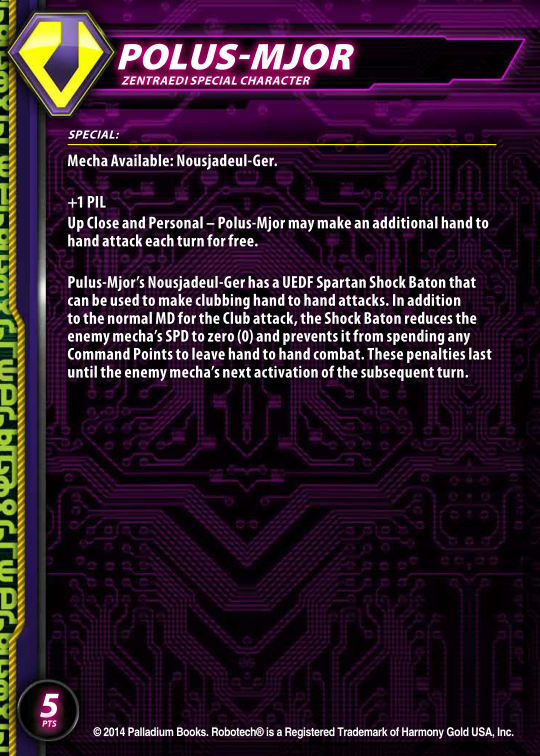 POLUS-MJOR
ZENTRAEDI SPECIAL CHARACTER
SPECIAL:
Mecha Available: Nousjadeul-Ger.
+1 PIL
Up Close and Personal – Polus-Mjor may make an additional hand to
hand attack each turn for free.
Pulus-Mjor's Nousjadeul-Ger has a UEDF Spartan Shock Baton that
can be used to make clubbing hand to hand attacks. In addition
to the normal MD for the Club attack, the Shock Baton reduces the
enemy mecha's SPD to zero (0) and prevents it from spending any
Command Points to leave hand to hand combat. These penalties last
until the enemy mecha's next activation of the subsequent turn.
5
PTS
© 2014 Palladium Books. Robotech® is a Registered Trademark of Harmony Gold USA, Inc.